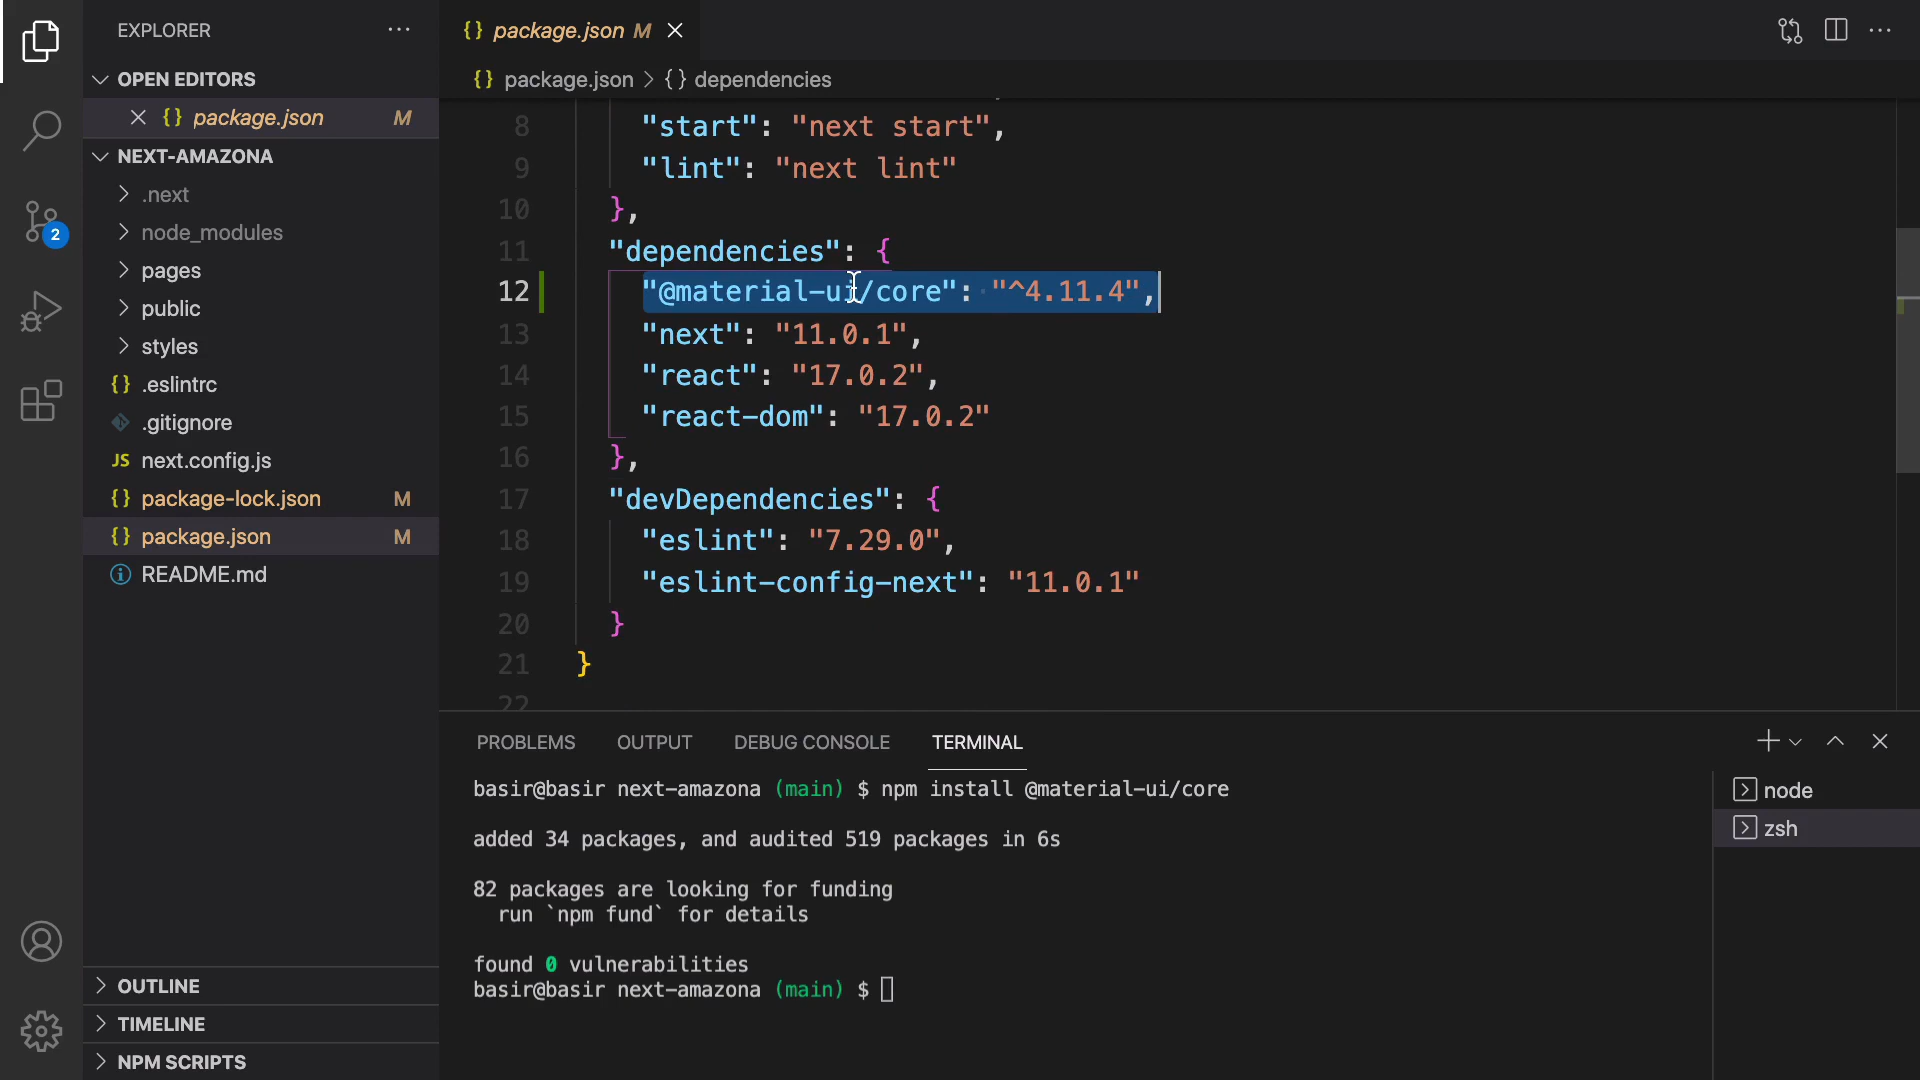 EXPLORER
OPEN EDITORS
{} package.json M
NEXT-AMAZONA
.next
node_modules
pages
public
styles
{} .eslintrc
.gitignore
JS next.config.js
{} package-lock.json M
{} package.json M
README.md
OUTLINE
TIMELINE
NPM SCRIPTS
2
{} package.json M
{} package.json > {} dependencies
8 "start": "next start",
9 "lint": "next lint"
10 },
11 "dependencies": {
12 "@material-ui/core": "^4.11.4",
13 "next": "11.0.1",
14 "react": "17.0.2",
15 "react-dom": "17.0.2"
16 },
17 "devDependencies": {
18 "eslint": "7.29.0",
19 "eslint-config-next": "11.0.1"
20 }
21 }
22
PROBLEMS OUTPUT DEBUG CONSOLE TERMINAL
basir@basir next-amazona (main) $ npm install @material-ui/core
added 34 packages, and audited 519 packages in 6s
82 packages are looking for funding
run `npm fund` for details
found 0 vulnerabilities
basir@basir next-amazona (main) $
node
zsh